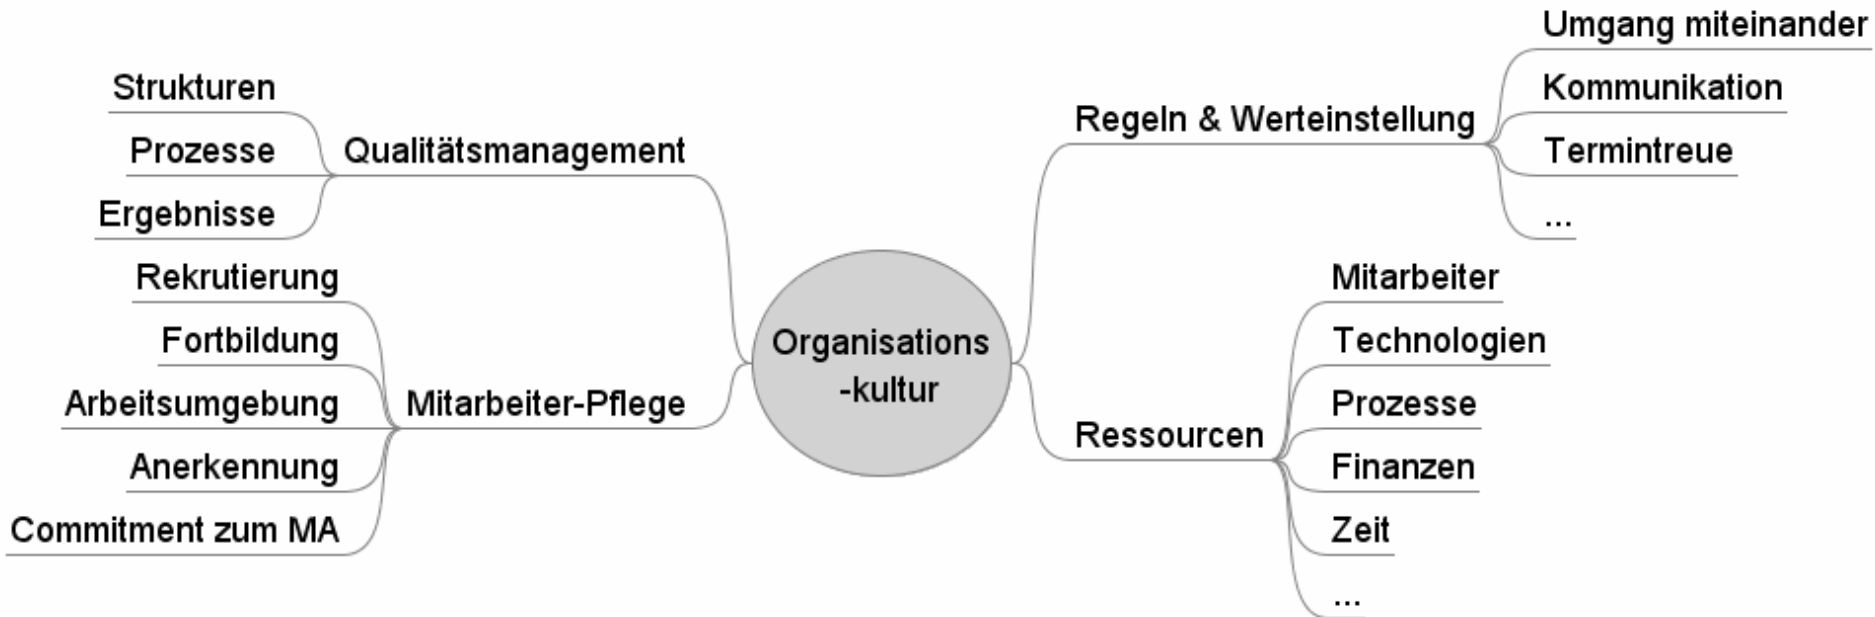 Strukturen
Prozesse
Ergebnisse
Qualitätsmanagement
Rekrutierung
Fortbildung
Arbeitsumgebung
Anerkennung
Commitment zum MA
Mitarbeiter-Pflege
Organisations
-kultur
Regeln & Werteinstellung
Umgang miteinander
Kommunikation
Termintreue
...
Ressourcen
Mitarbeiter
Technologien
Prozesse
Finanzen
Zeit
...